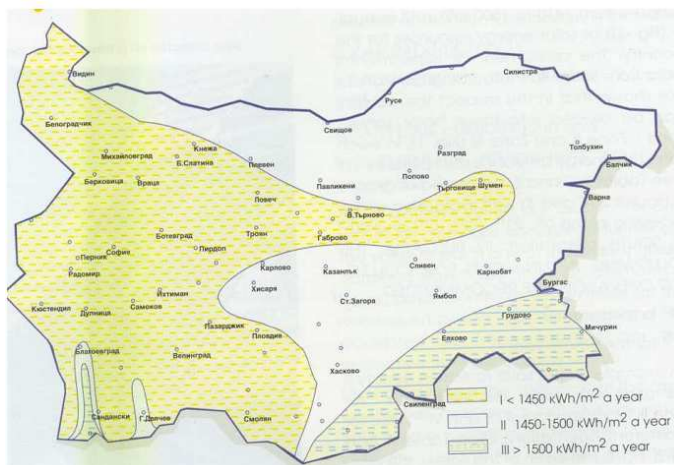 Видин
Силистра
Русе
Свищов
Белоградчик
Толбухин
Кнежа
Разград
Михайловград
Б.Слатина
Плевен
Балчик
Попово
Берковица
Враца
Павликени
Търговище
Шумен
Ловеч
Варна
В.Търново
Ботевград
Троян
Габрово
София
Пирдоп
Перник
Карлово
Казанлък
Сливен
Карнобат
Радомир
Хисаря
Бургас
Ихтиман
Ст.Загора
Ямбол
Кюстендил
Дупница
Самоков
Грудово
Пазарджик
Пловдив
Елхово
Мичурин
Благоевград
Велинград
Хасково
Свиленград
I < 1450 kWh/m² a year
Сандански
Г.Делчев
Смолян
II 1450-1500 kWh/m² a year
III > 1500 kWh/m² a year